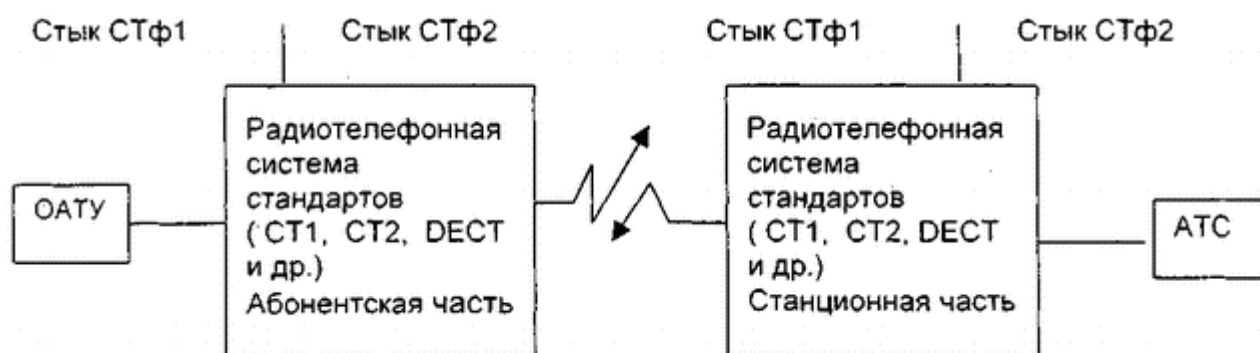 Стык СТф1 Стык СТф2 Стык СТф1 Стык СТф2
ОАТУ
Радиотелефонная
система
стандартов
( СТ1, СТ2, DECT
и др.)
Абонентская часть
Радиотелефонная
система
стандартов
( СТ1, СТ2, DECT
и др.)
Станционная часть
АТС